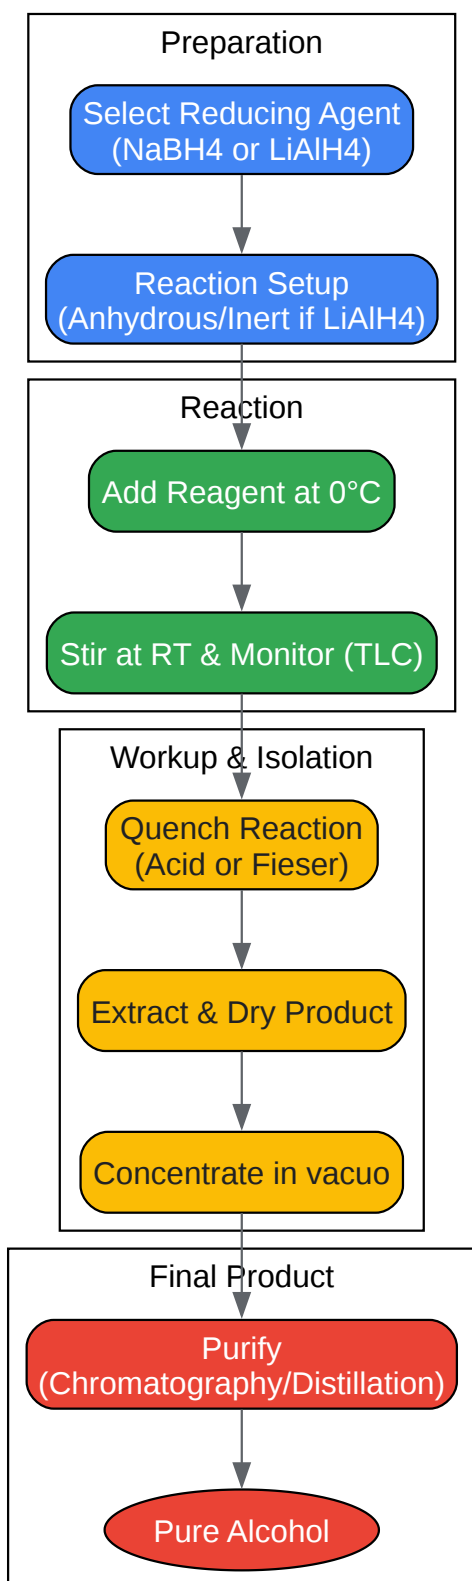 Preparation
Select Reducing Agent
(NaBH4 or LiAlH4)
Reaction Setup
(Anhydrous/Inert if LiAlH4)
Reaction
Add Reagent at 0°C
Stir at RT & Monitor (TLC)
Workup & Isolation
Quench Reaction
(Acid or Fieser)
Extract & Dry Product
Concentrate in vacuo
Final Product
Purify
(Chromatography/Distillation)
Pure Alcohol